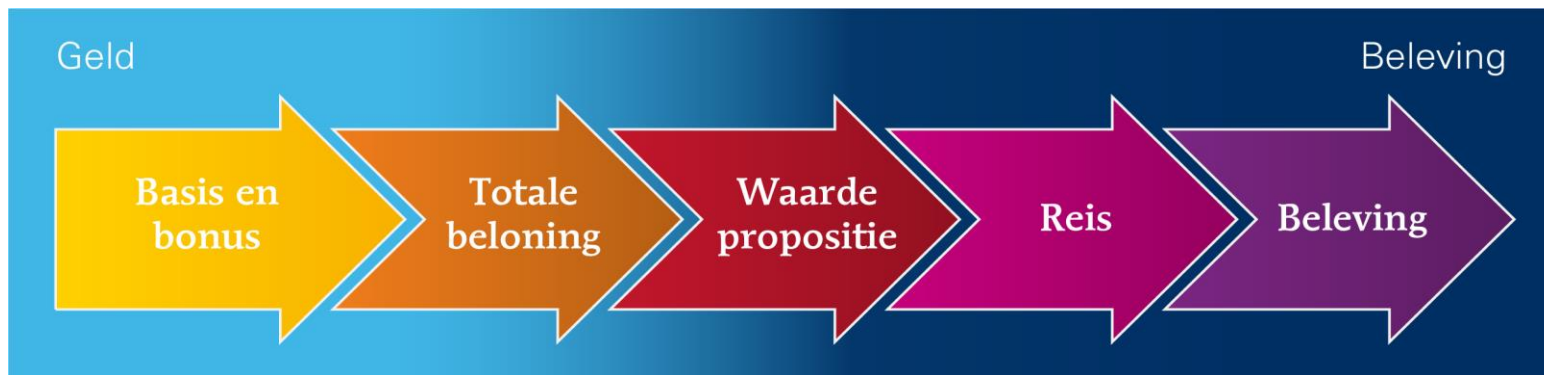 Geld
Beleving
Basis en
bonus
Totale
beloning
Waarde
propositie
Reis
Beleving